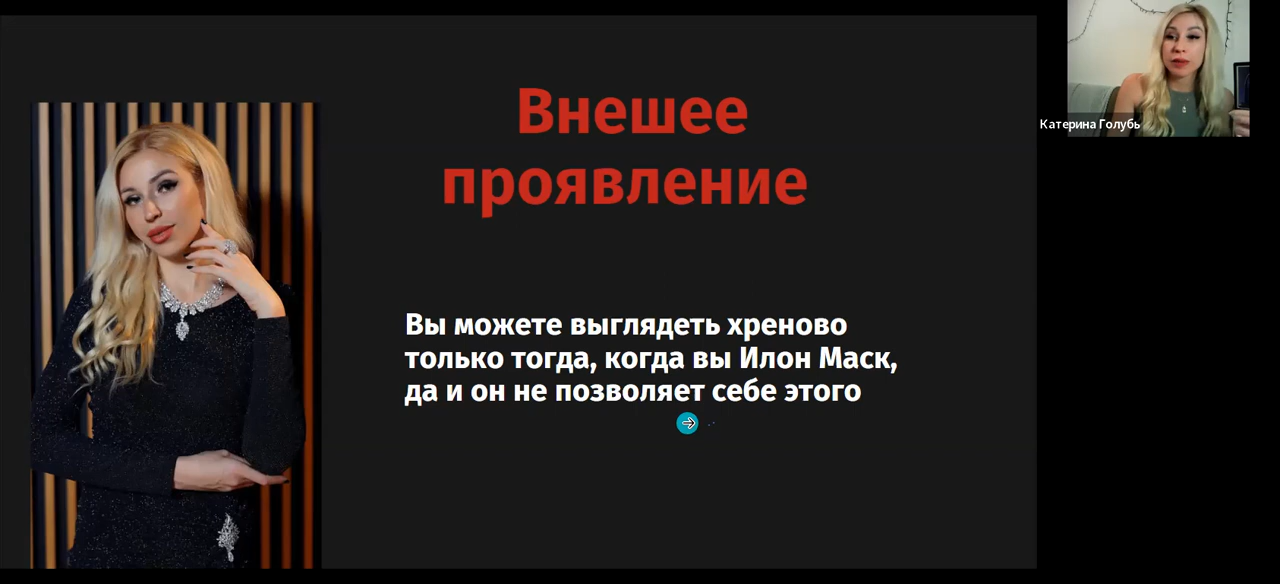 Внешее
проявление
Вы можете выглядеть хреново
только тогда, когда вы Илон Маск,
да и он не позволяет себе этого
Катерина Голубь